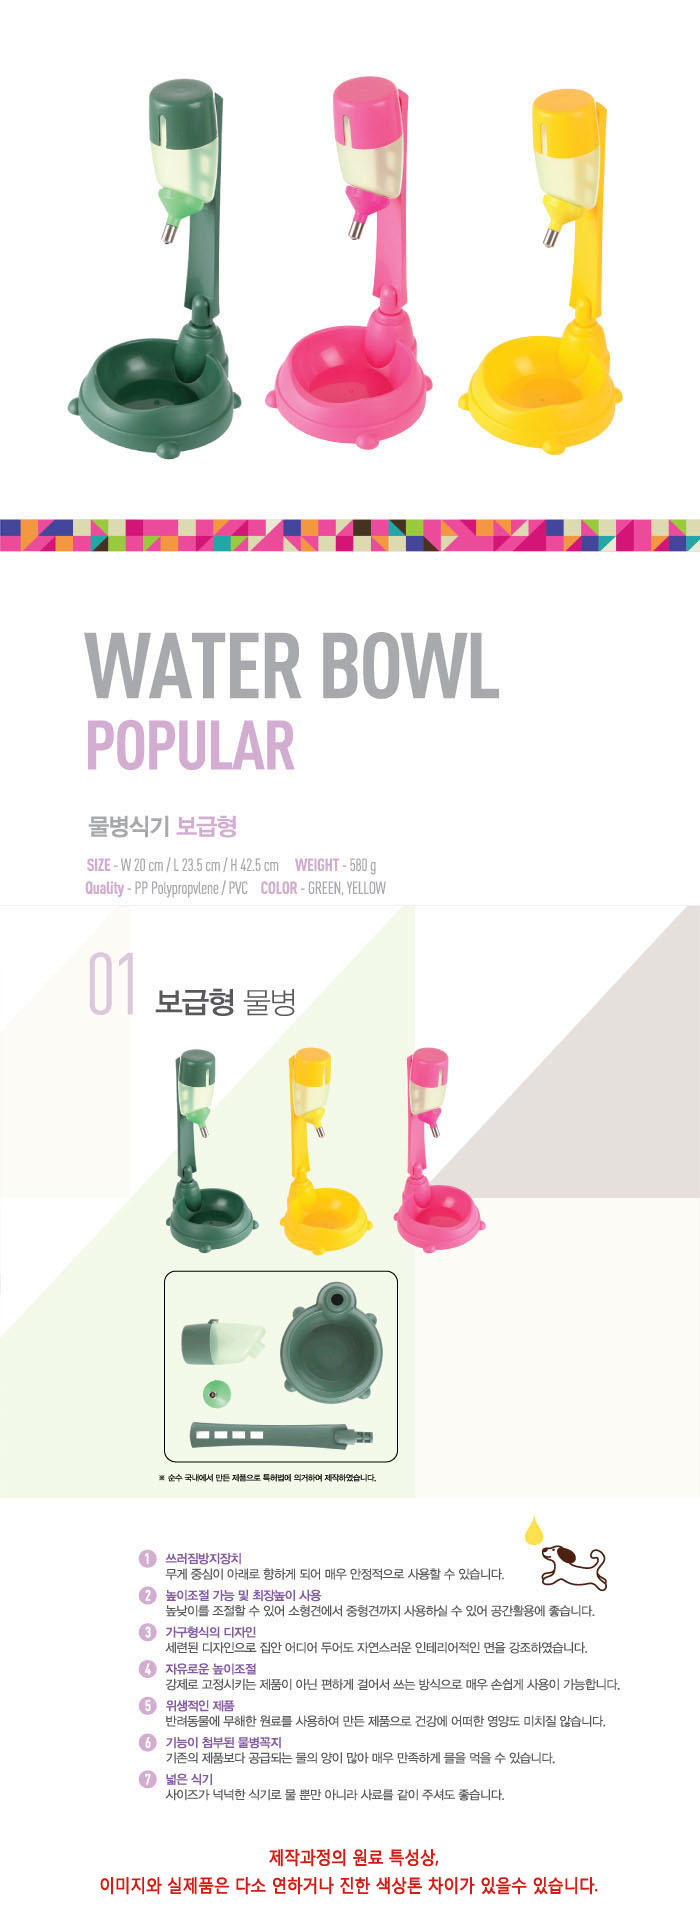 WATER BOWL
POPULAR
물병식기 보급형
SIZE - W 20 cm / L 23.5 cm / H 42.5 cm WEIGHT - 580 g
Quality - PP Polypropvlene / PVC COLOR - GREEN, YELLOW
01 보급형 물병
※ 순수 국내에서 만든 제품으로 특허법에 의거하여 제작하였습니다.
1 쓰러짐방지장치
무게 중심이 아래로 향하게 되어 매우 안정적으로 사용할 수 있습니다.
2 높이조절 가능 및 최장높이 사용
높낮이를 조절할 수 있어 소형견에서 중형견까지 사용하실 수 있어 공간활용에 좋습니다.
3 가구형식의 디자인
세련된 디자인으로 집안 어디어 두어도 자연스러운 인테리어적인 면을 강조하였습니다.
4 자유로운 높이조절
강제로 고정시키는 제품이 아닌 편하게 걸어서 쓰는 방식으로 매우 손쉽게 사용이 가능합니다.
5 위생적인 제품
반려동물에 무해한 원료를 사용하여 만든 제품으로 건강에 어떠한 영양도 미치질 않습니다.
6 기능이 첨부된 물병꼭지
기존의 제품보다 공급되는 물의 양이 많아 매우 만족하게 물을 먹을 수 있습니다.
7 넓은 식기
사이즈가 넉넉한 식기로 물 뿐만 아니라 사료를 같이 주셔도 좋습니다.
제작과정의 원료 특성상,
이미지와 실제품은 다소 연하거나 진한 색상톤 차이가 있을수 있습니다.